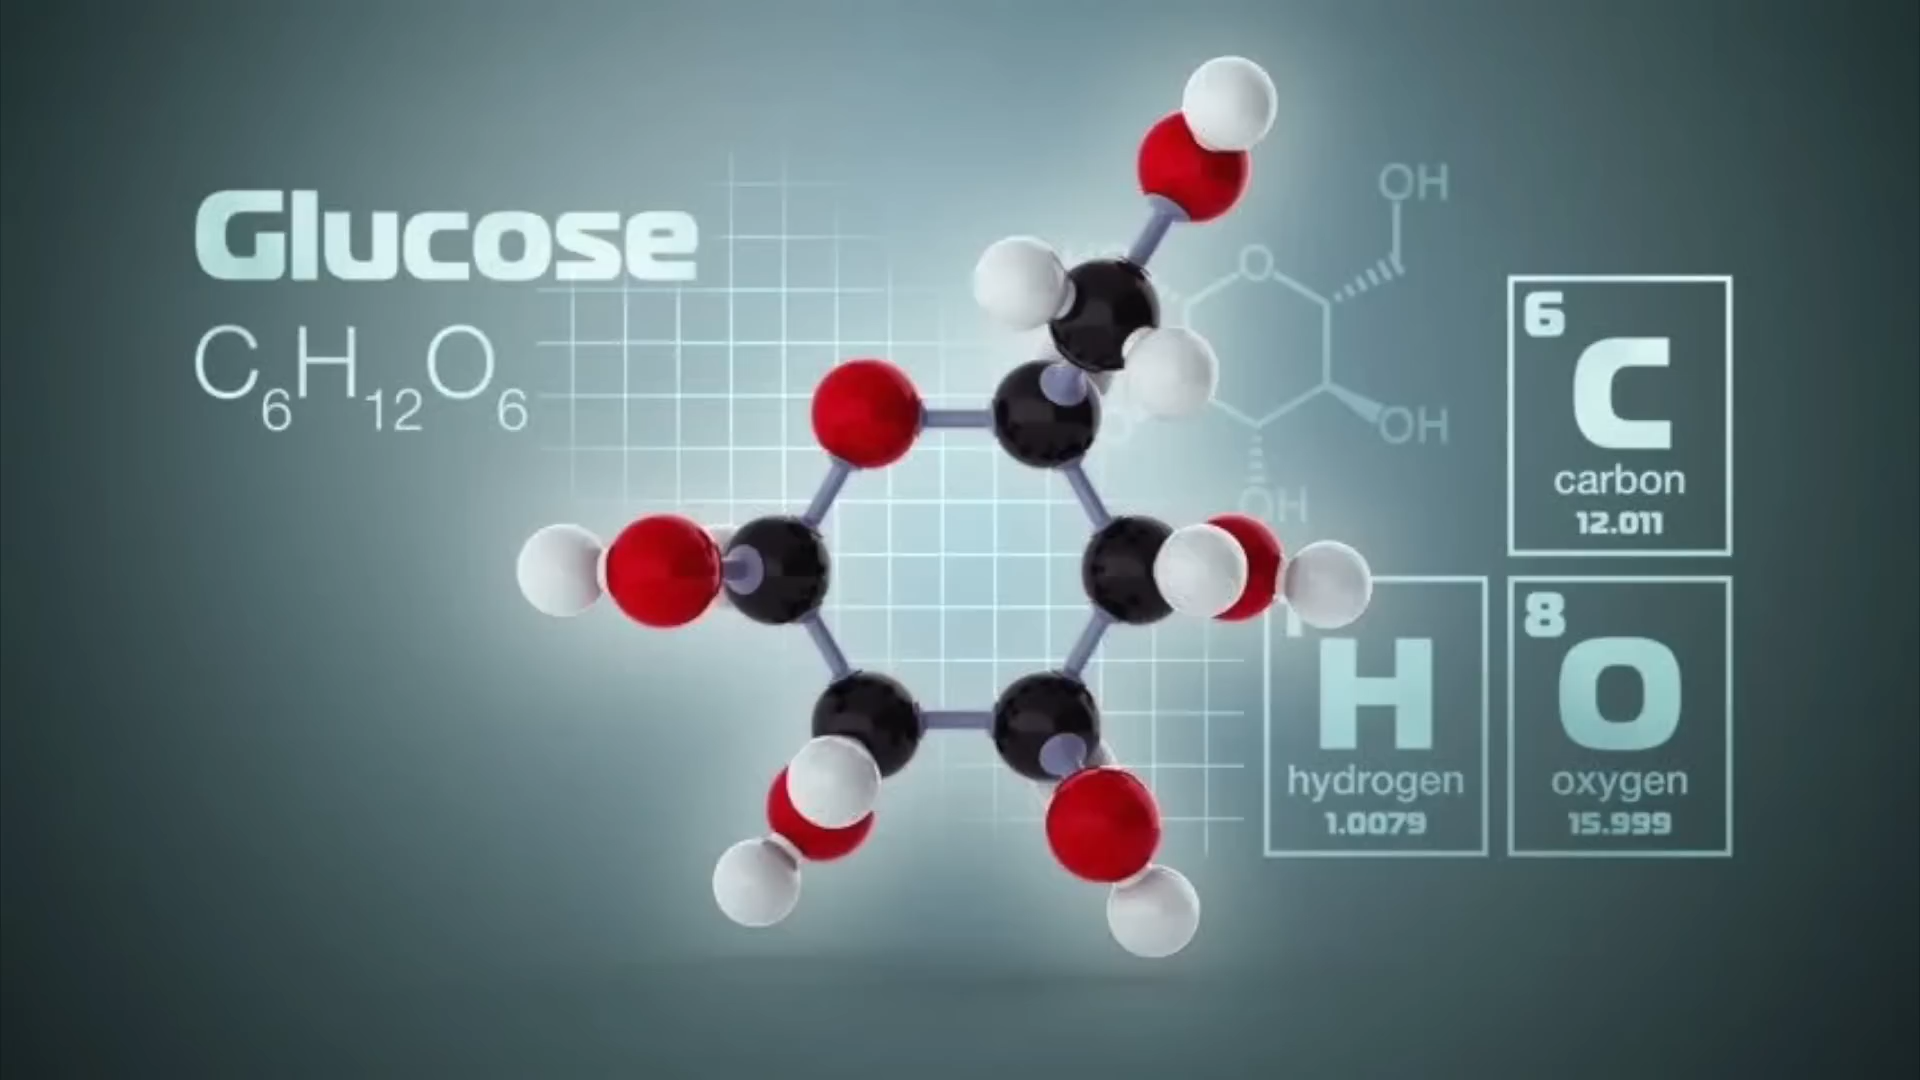 Glucose
C₆H₁₂O₆
OH
O
OH
OH
6
C
carbon
12.011
H
hydrogen
1.0079
8
O
oxygen
15.999